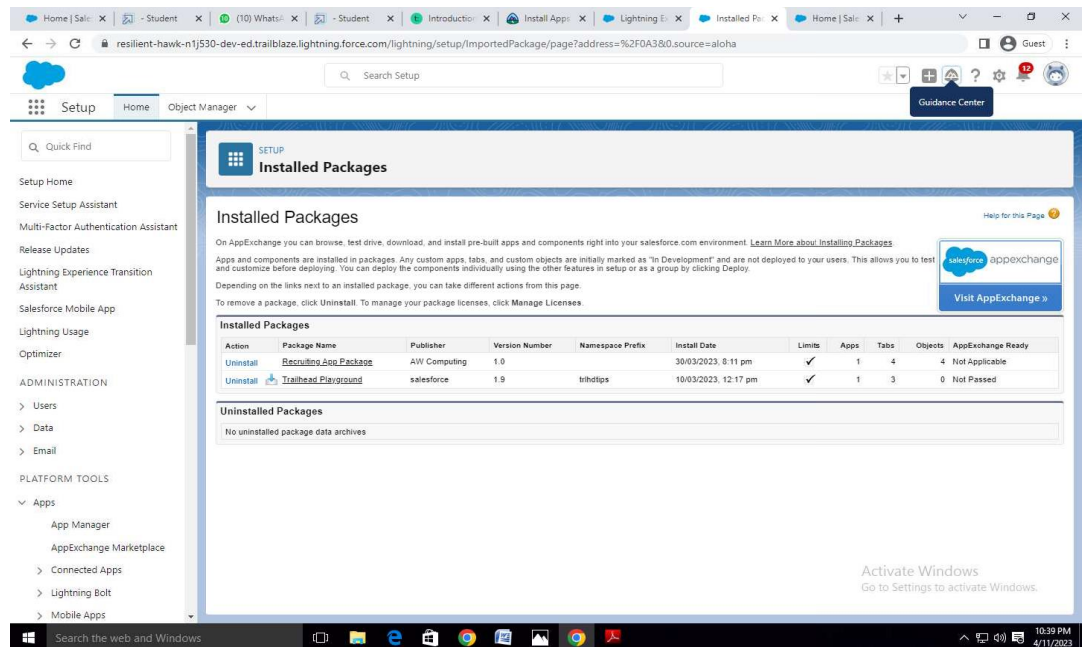 Home | Sale
- Student
(10) WhatsA
- Student
Introduction
Install Apps
Lightning Ex
Installed Pac
Home | Sale
resilient-hawk-n1j530-dev-ed.trailblaze.lightning.force.com/lightning/setup/ImportedPackage/page?address=%2F0A3&0.source=aloha
Guest
Search Setup
12
Setup
Home
Object Manager
Guidance Center
Quick Find
Setup Home
Service Setup Assistant
Multi-Factor Authentication Assistant
Release Updates
Lightning Experience Transition
Assistant
Salesforce Mobile App
Lightning Usage
Optimizer
ADMINISTRATION
Users
Data
Email
PLATFORM TOOLS
Apps
App Manager
AppExchange Marketplace
Connected Apps
Lightning Bolt
Mobile Apps
SETUP
Installed Packages
Installed Packages
Help for this Page
On AppExchange you can browse, test drive, download, and install pre-built apps and components right into your salesforce.com environment. Learn More about Installing Packages.
Apps and components are installed in packages. Any custom apps, tabs, and custom objects are initially marked as "In Development" and are not deployed to your users. This allows you to test
and customize before deploying. You can deploy the components individually using the other features in setup or as a group by clicking Deploy.
Depending on the links next to an installed package, you can take different actions from this page.
To remove a package, click Uninstall. To manage your package licenses, click Manage Licenses.
salesforce appexchange
Visit AppExchange »
Installed Packages
Action Package Name Publisher Version Number Namespace Prefix Install Date Limits Apps Tabs Objects AppExchange Ready
Uninstall Recruiting App Package AW Computing 1.0 30/03/2023, 8:11 pm ✓ 1 4 4 Not Applicable
Uninstall Trailhead Playground salesforce 1.9 trlhdtips 10/03/2023, 12:17 pm ✓ 1 3 0 Not Passed
Uninstalled Packages
No uninstalled package data archives
Activate Windows
Go to Settings to activate Windows.
Search the web and Windows
10:39 PM
4/11/2023